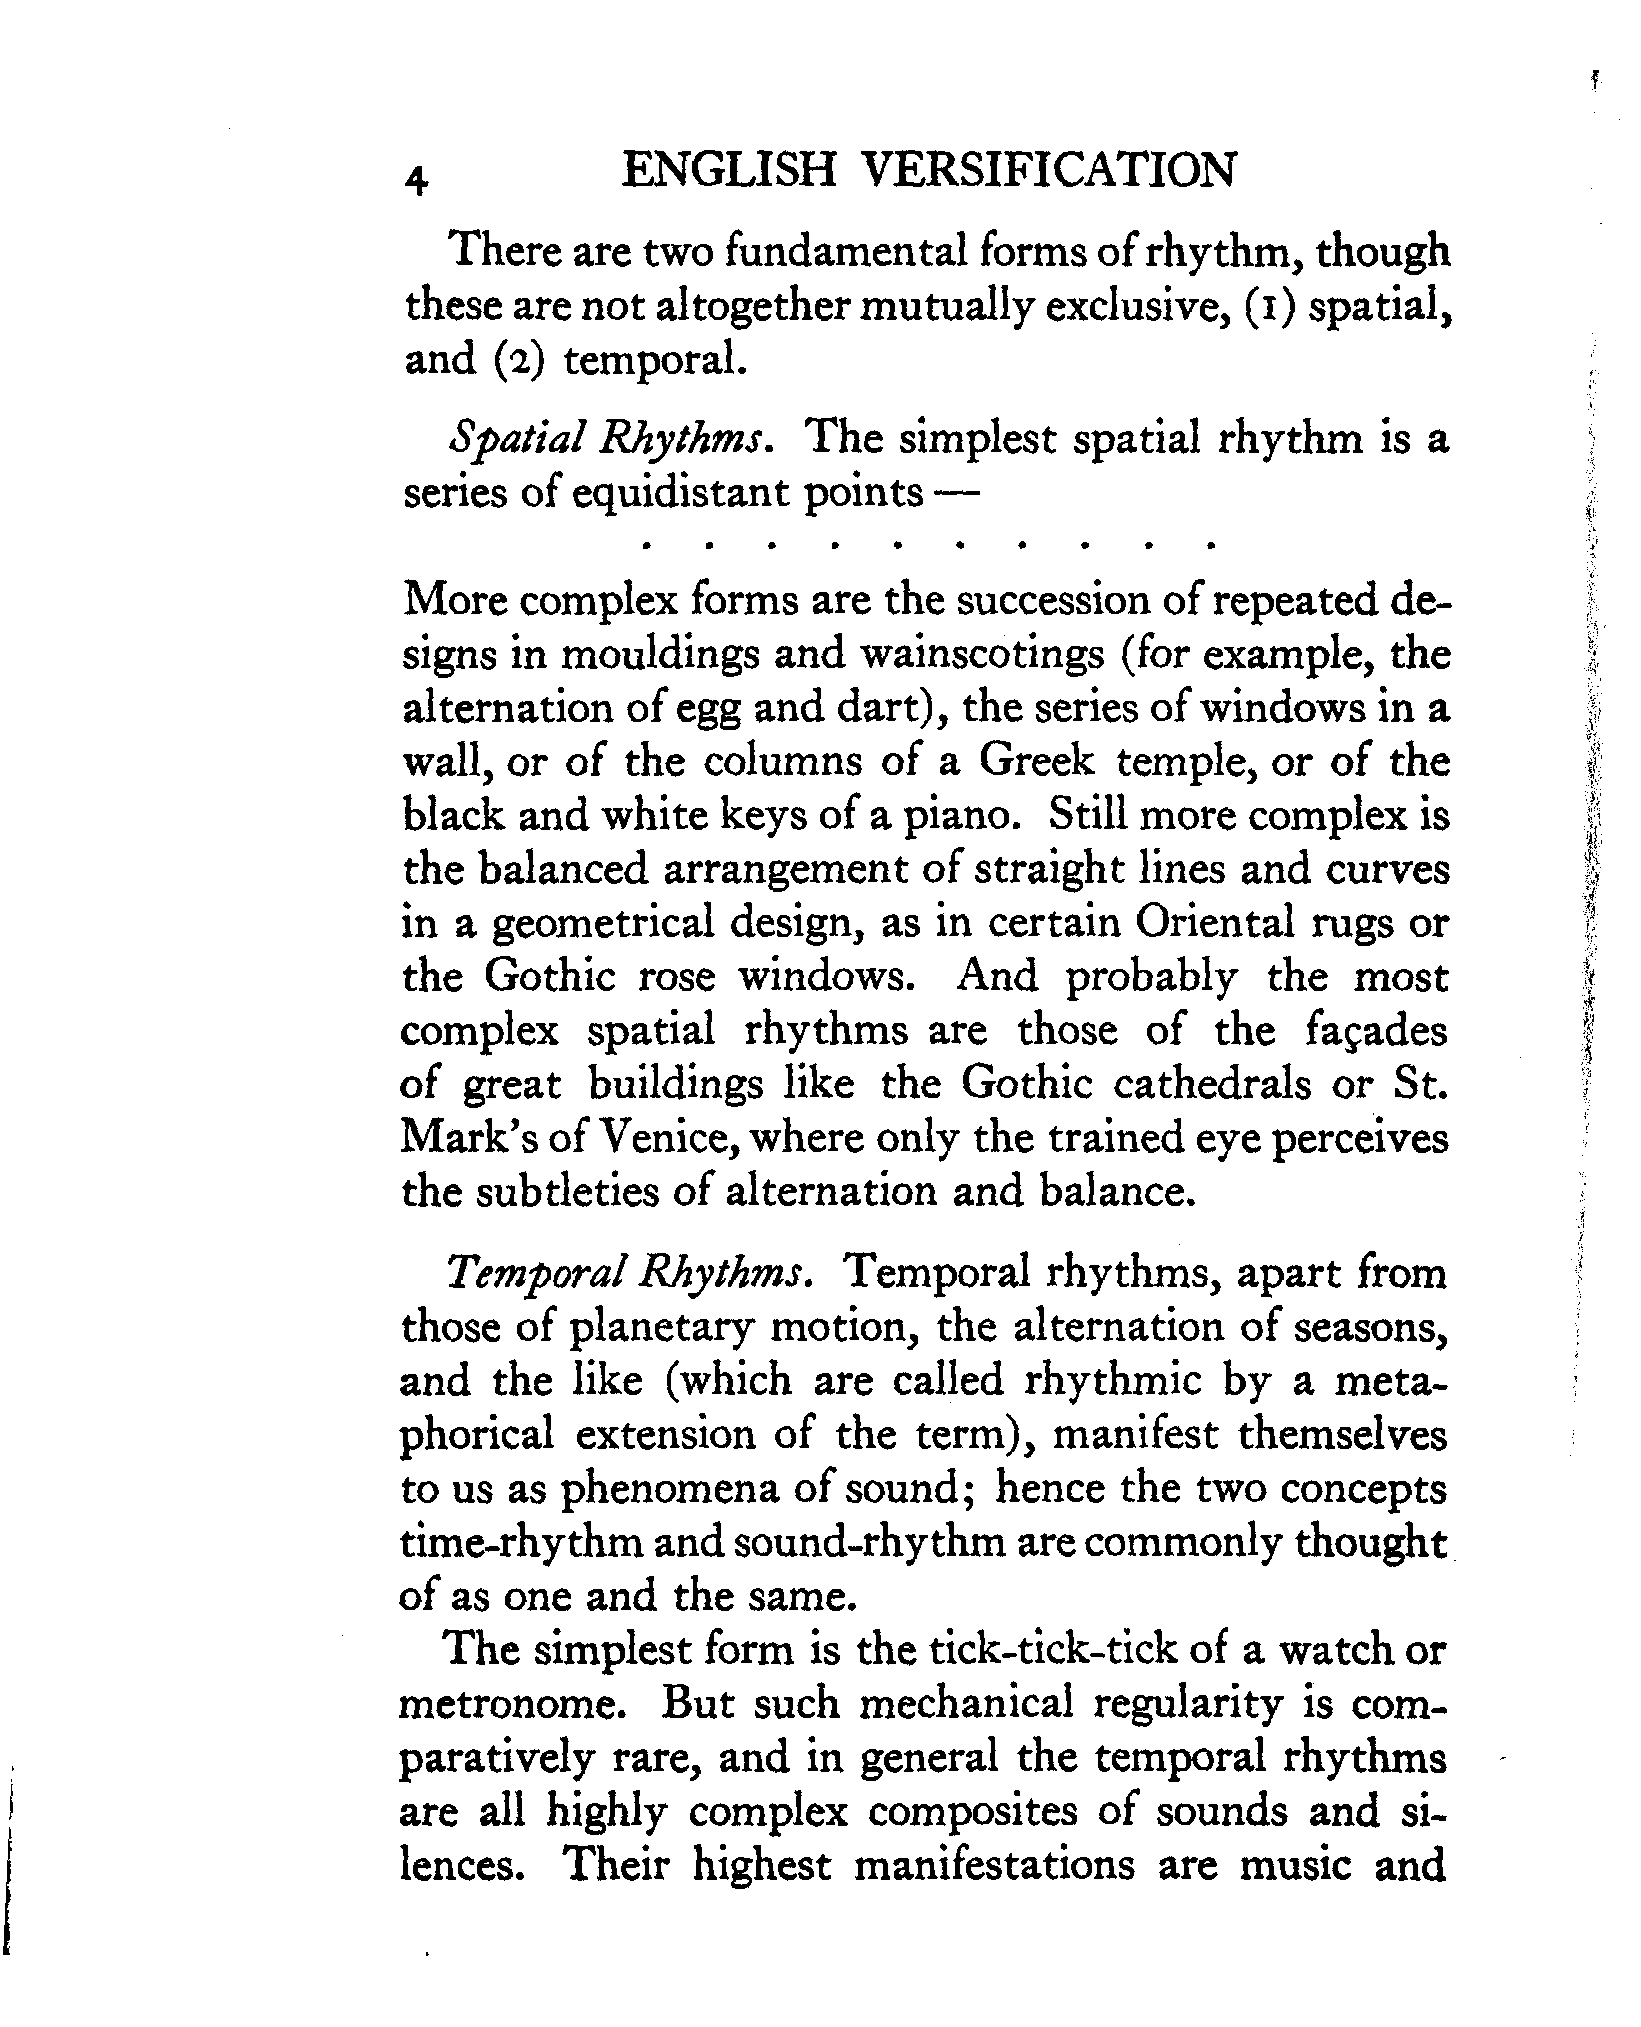 4 ENGLISH VERSIFICATION
There are two fundamental forms of rhythm, though
these are not altogether mutually exclusive, (1) spatial,
and (2) temporal.
Spatial Rhythms. The simplest spatial rhythm is a
series of equidistant points —
. . . . . . . . . .
More complex forms are the succession of repeated de-
signs in mouldings and wainscotings (for example, the
alternation of egg and dart), the series of windows in a
wall, or of the columns of a Greek temple, or of the
black and white keys of a piano. Still more complex is
the balanced arrangement of straight lines and curves
in a geometrical design, as in certain Oriental rugs or
the Gothic rose windows. And probably the most
complex spatial rhythms are those of the façades
of great buildings like the Gothic cathedrals or St.
Mark's of Venice, where only the trained eye perceives
the subtleties of alternation and balance.
Temporal Rhythms. Temporal rhythms, apart from
those of planetary motion, the alternation of seasons,
and the like (which are called rhythmic by a meta-
phorical extension of the term), manifest themselves
to us as phenomena of sound; hence the two concepts
time-rhythm and sound-rhythm are commonly thought
of as one and the same.
The simplest form is the tick-tick-tick of a watch or
metronome. But such mechanical regularity is com-
paratively rare, and in general the temporal rhythms
are all highly complex composites of sounds and si-
lences. Their highest manifestations are music and